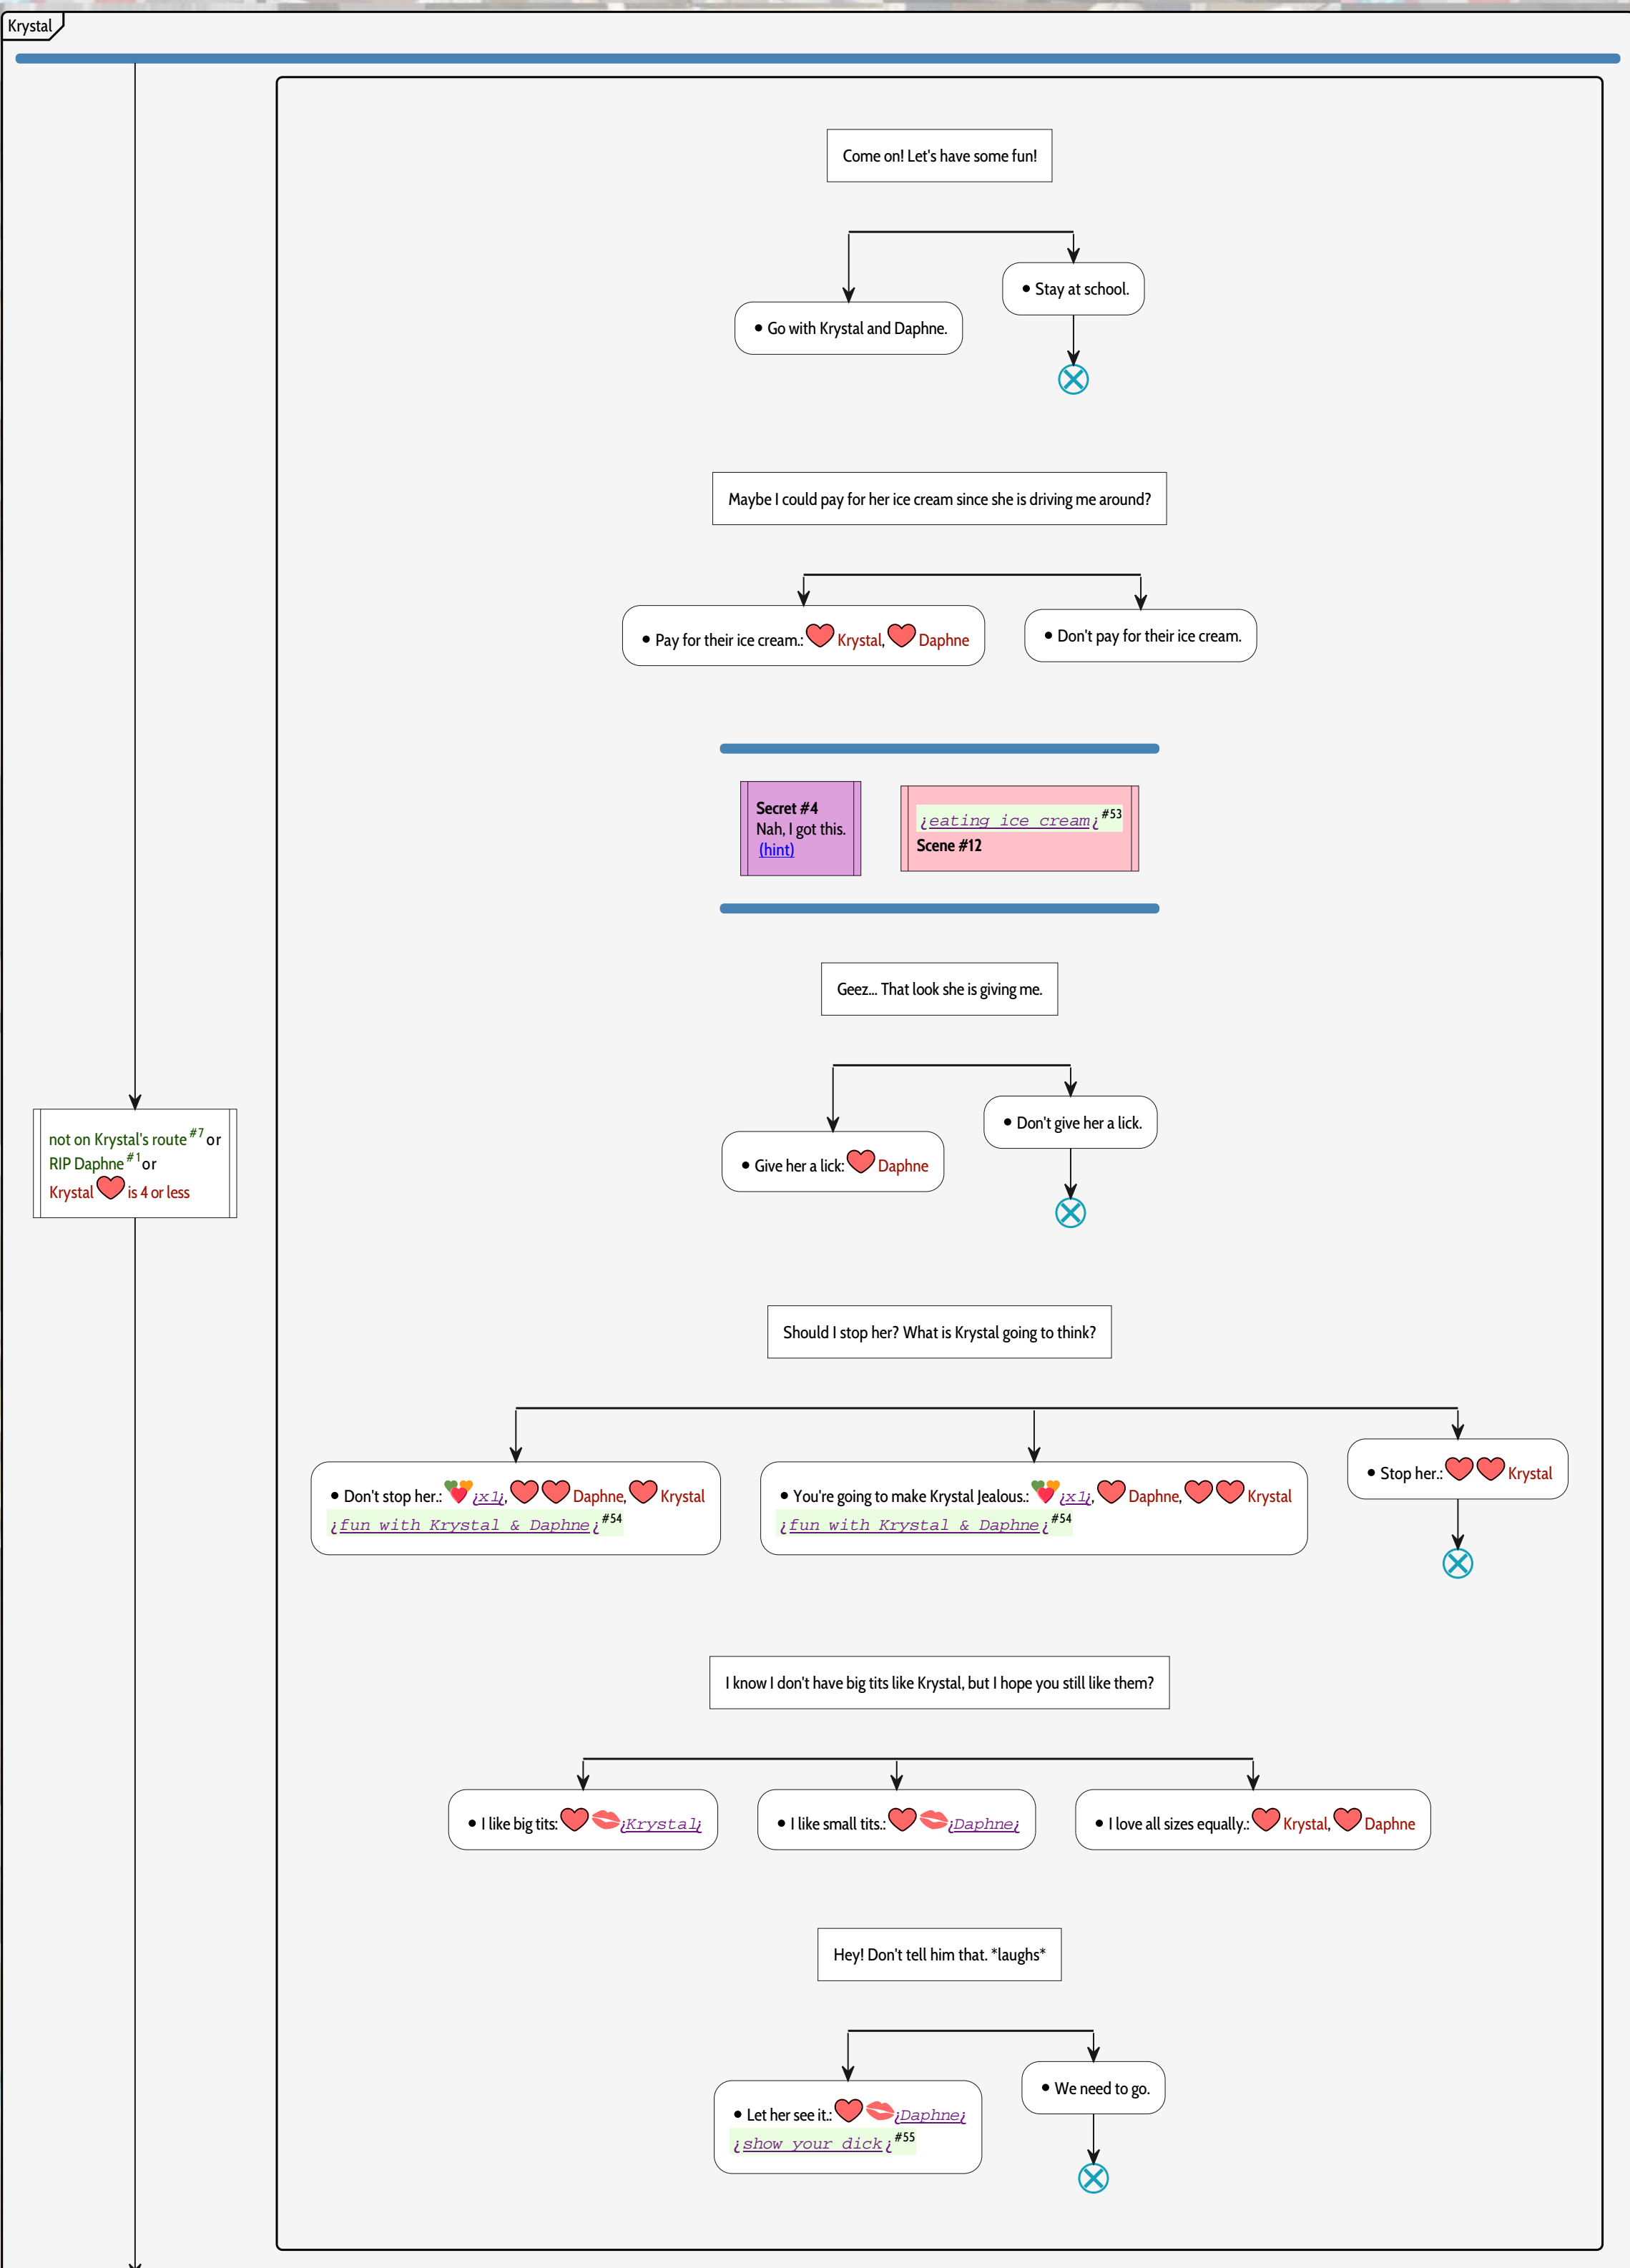 Krystal
Come on! Let's have some fun!
• Go with Krystal and Daphne.
• Stay at school.
Maybe I could pay for her ice cream since she is driving me around?
• Pay for their ice cream.: Krystal, Daphne
• Don't pay for their ice cream.
Secret #4
Nah, I got this.
(hint)
¿eating ice cream¿ #53
Scene #12
Geez... That look she is giving me.
• Give her a lick: Daphne
• Don't give her a lick.
not on Krystal's route #7 or
RIP Daphne #1 or
Krystal is 4 or less
Should I stop her? What is Krystal going to think?
• Don't stop her.: ¿x1¿, Daphne, Krystal
¿fun with Krystal & Daphne¿ #54
• You're going to make Krystal Jealous.: ¿x1¿, Daphne, Krystal
¿fun with Krystal & Daphne¿ #54
• Stop her.: Krystal
I know I don't have big tits like Krystal, but I hope you still like them?
• I like big tits: ¿Krystal¿
• I like small tits.: ¿Daphne¿
• I love all sizes equally.: Krystal, Daphne
Hey! Don't tell him that. *laughs*
• Let her see it.: ¿Daphne¿
¿show your dick¿ #55
• We need to go.